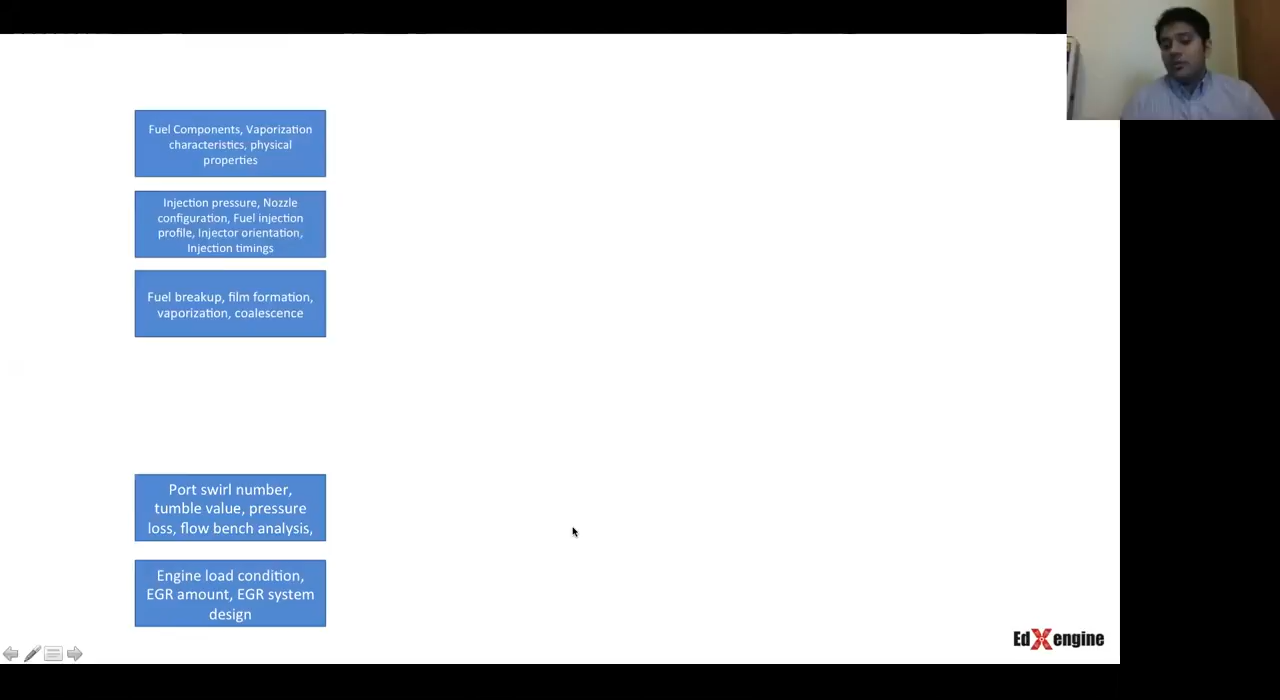 Fuel Components, Vaporization
characteristics, physical
properties
Injection pressure, Nozzle
configuration, Fuel injection
profile, Injector orientation,
Injection timings
Fuel breakup, film formation,
vaporization, coalescence
Port swirl number,
tumble value, pressure
loss, flow bench analysis,
Engine load condition,
EGR amount, EGR system
design
EdXengine